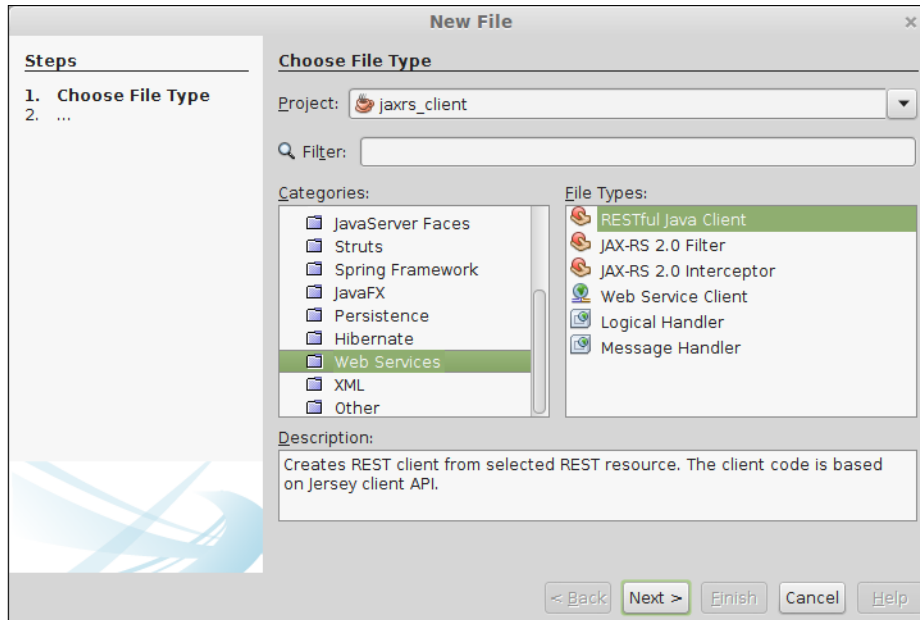 New File
Steps
1. Choose File Type
2. ...
Choose File Type
Project: jaxrs_client
Filter:
Categories:
JavaServer Faces
Struts
Spring Framework
JavaFX
Persistence
Hibernate
Web Services
XML
Other
File Types:
RESTful Java Client
JAX-RS 2.0 Filter
JAX-RS 2.0 Interceptor
Web Service Client
Logical Handler
Message Handler
Description:
Creates REST client from selected REST resource. The client code is based
on Jersey client API.
< Back Next > Finish Cancel Help